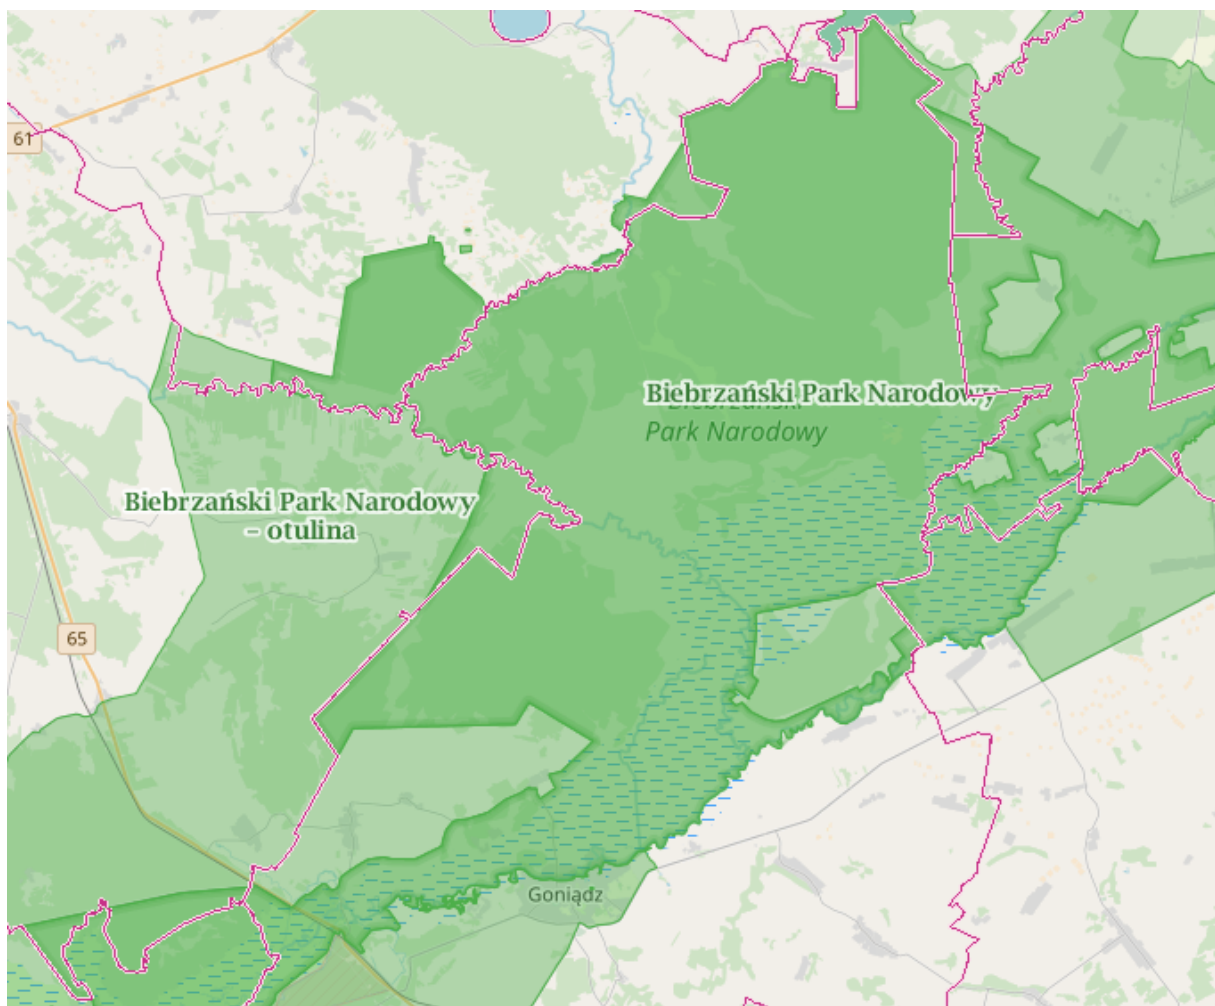 61
Biebrzański Park Narodowy
Biebrzański
Park Narodowy
Biebrzański Park Narodowy
– otulina
65
Goniądz